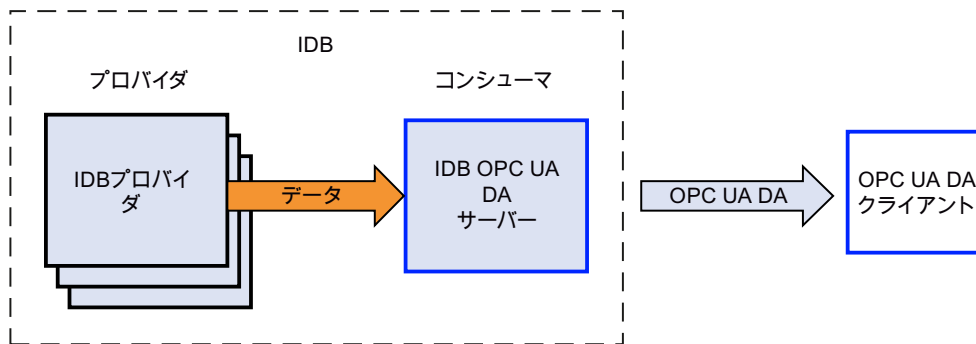 IDB
プロバイダ
コンシューマ
IDBプロバイ
ダ
データ
IDB OPC UA
DA
サーバー
OPC UA DA
OPC UA DA
クライアント